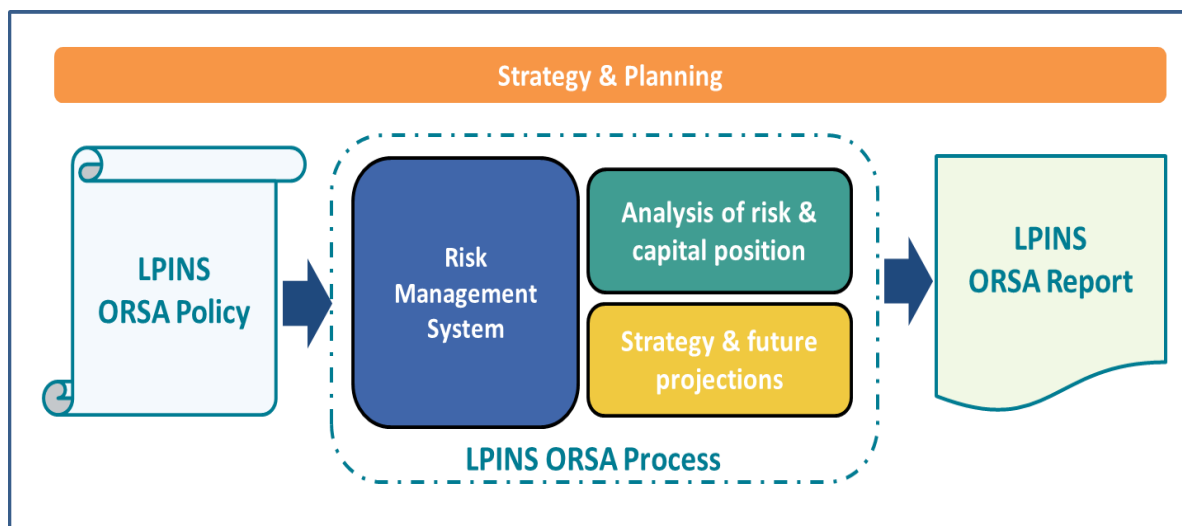 Strategy & Planning
LPINS
ORSA Policy
Risk
Management
System
Analysis of risk &
capital position
Strategy & future
projections
LPINS ORSA Process
LPINS
ORSA Report